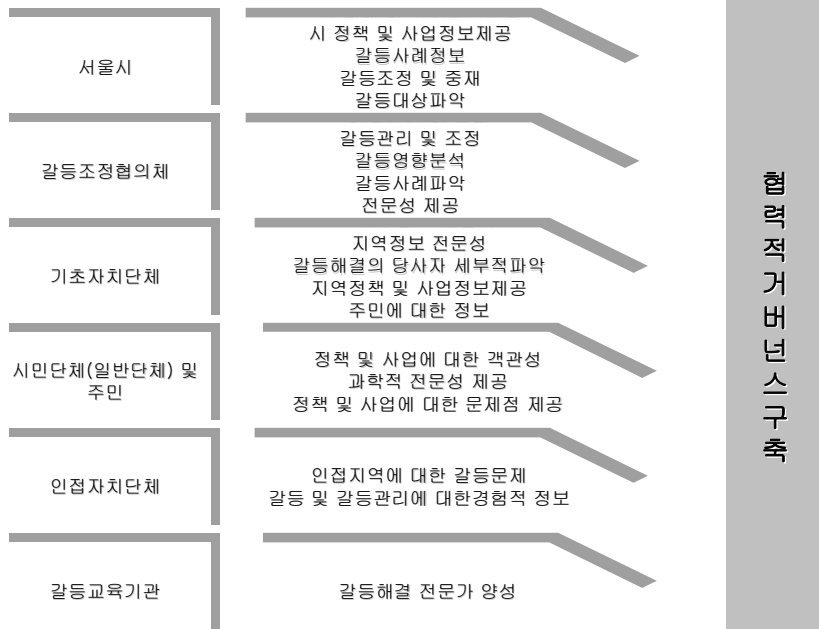 서울시
시 정책 및 사업정보제공
갈등사례정보
갈등조정 및 중재
갈등대상파악
갈등조정협의체
갈등관리 및 조정
갈등영향분석
갈등사례파악
전문성 제공
기초자치단체
지역정보 전문성
갈등해결의 당사자 세부적파악
지역정책 및 사업정보제공
주민에 대한 정보
시민단체(일반단체) 및
주민
정책 및 사업에 대한 객관성
과학적 전문성 제공
정책 및 사업에 대한 문제점 제공
인접자치단체
인접지역에 대한 갈등문제
갈등 및 갈등관리에 대한경험적 정보
갈등교육기관
갈등해결 전문가 양성
협력적거버넌스구축